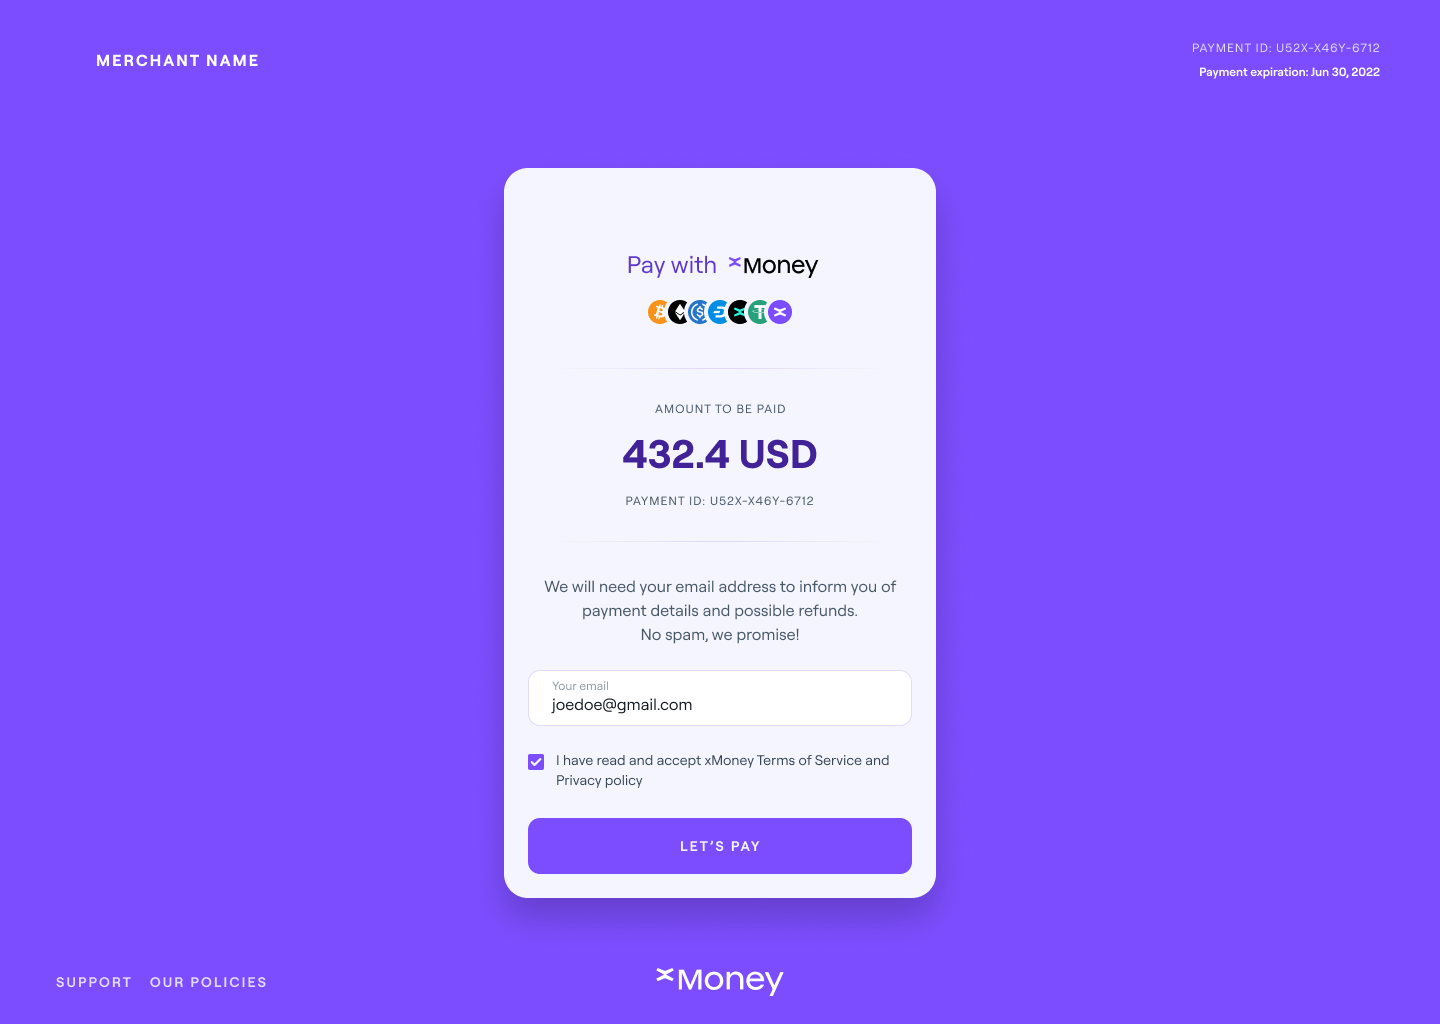 MERCHANT NAME
PAYMENT ID: U52X-X46Y-6712
Payment expiration: Jun 30, 2022
Pay with xMoney
AMOUNT TO BE PAID
432.4 USD
PAYMENT ID: U52X-X46Y-6712
We will need your email address to inform you of
payment details and possible refunds.
No spam, we promise!
Your email
joedoe@gmail.com
I have read and accept xMoney Terms of Service and
Privacy policy
LET’S PAY
SUPPORT OUR POLICIES
xMoney